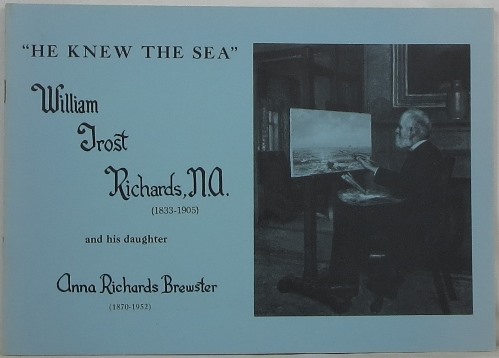 "HE KNEW THE SEA"
William
Trost
Richards, N.A.
(1833-1905)
and his daughter
Anna Richards Brewster
(1870-1952)